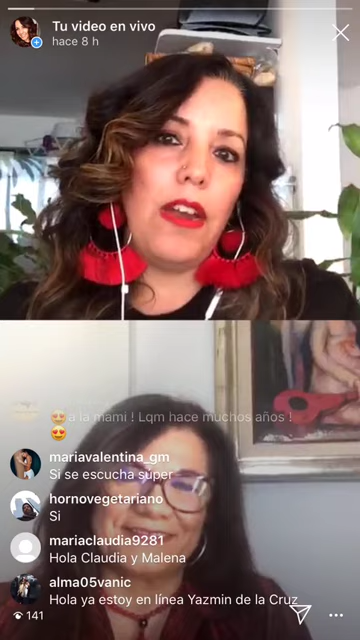 Tu video en vivo
hace 8 h
a la mami ! Lqm hace muchos años !
mariavalentina_gm
Si se escucha súper
hornovegetariano
Si
mariaclaudia9281
Hola Claudia y Malena
alma05vanic
Hola ya estoy en línea Yazmin de la Cruz
141